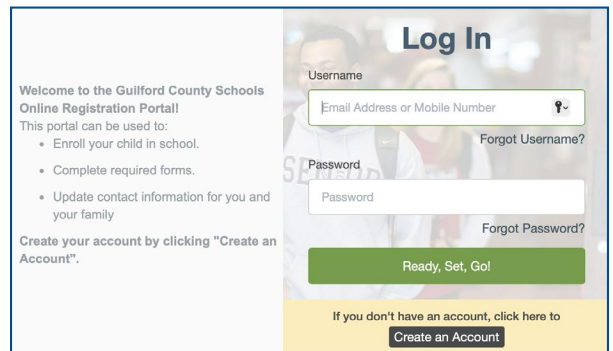 Welcome to the Guilford County Schools
Online Registration Portal!
This portal can be used to:
• Enroll your child in school.
• Complete required forms.
• Update contact information for you and
your family
Create your account by clicking "Create an
Account".
Log In
Username
Email Address or Mobile Number
Forgot Username?
Password
Password
Forgot Password?
Ready, Set, Go!
If you don't have an account, click here to
Create an Account